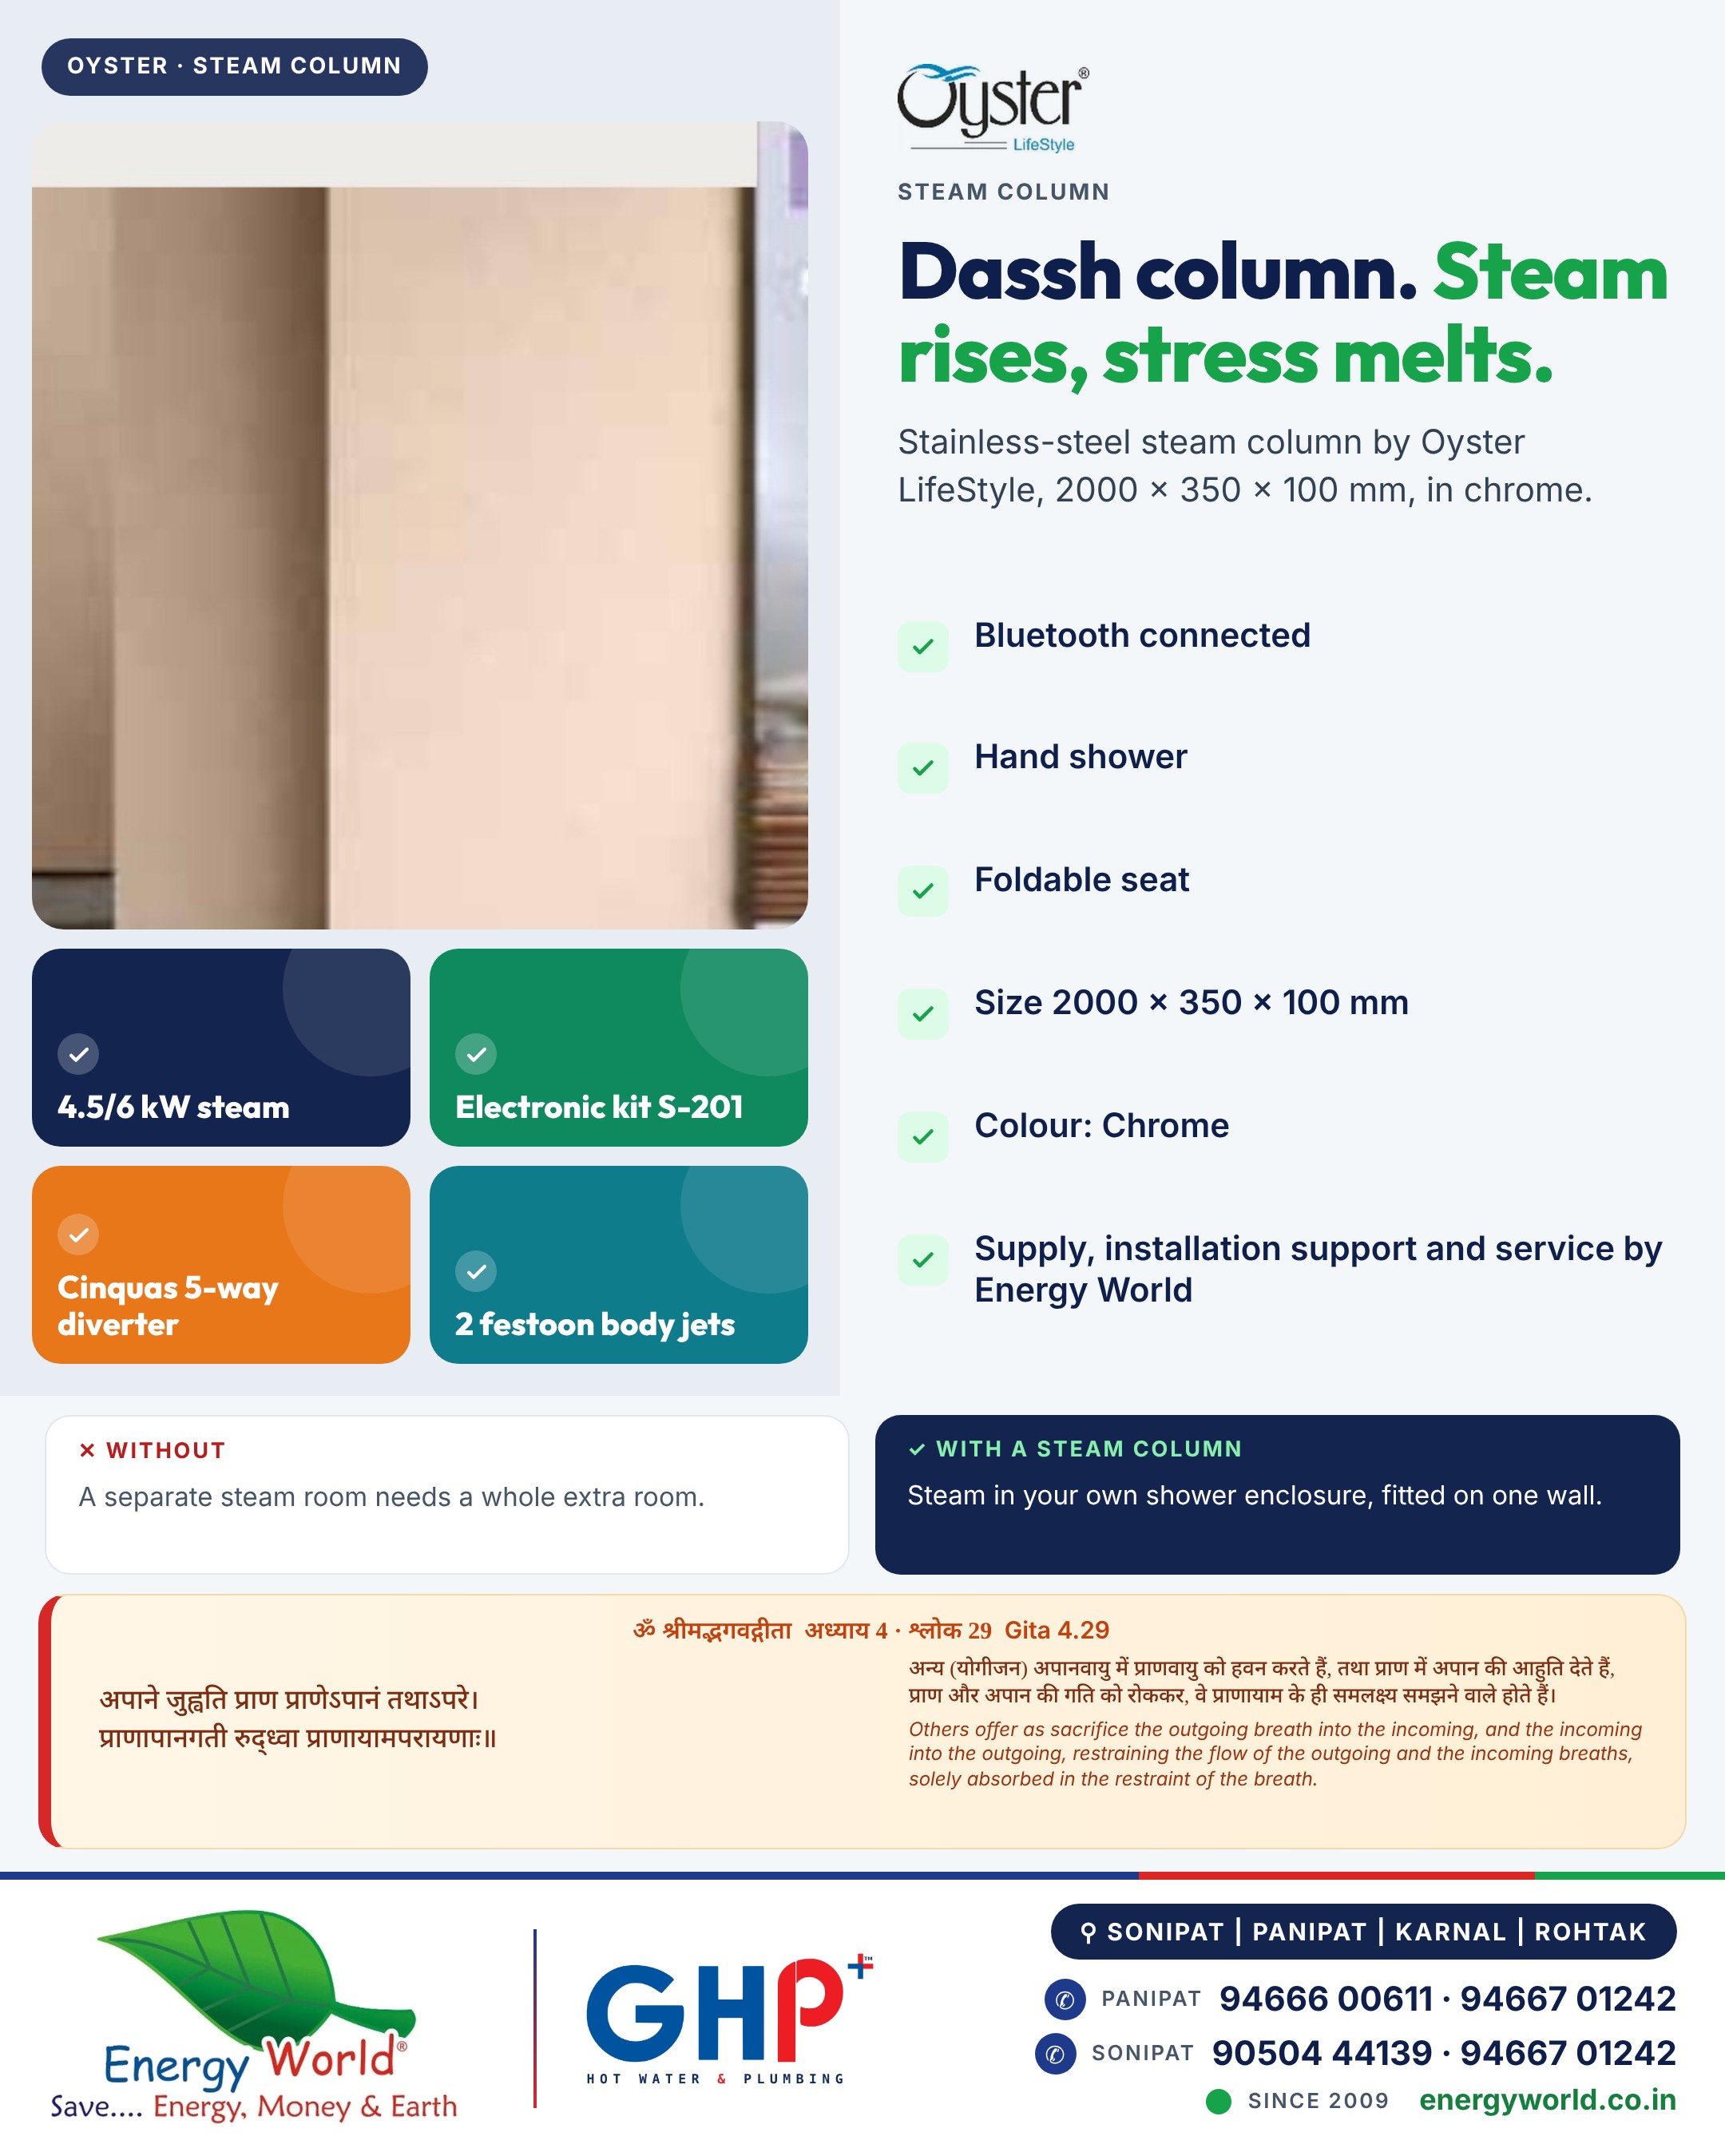 OYSTER · STEAM COLUMN
Oyster®
LifeStyle
STEAM COLUMN
Dassh column. Steam
rises, stress melts.
Stainless-steel steam column by Oyster
LifeStyle, 2000 × 350 × 100 mm, in chrome.
Bluetooth connected
Hand shower
Foldable seat
Size 2000 × 350 × 100 mm
Colour: Chrome
Supply, installation support and service by
Energy World
4.5/6 kW steam
Electronic kit S-201
Cinquas 5-way
diverter
2 festoon body jets
× WITHOUT
A separate steam room needs a whole extra room.
✓ WITH A STEAM COLUMN
Steam in your own shower enclosure, fitted on one wall.
ॐ श्रीमद्भगवद्गीता अध्याय 4 · श्लोक 29 Gita 4.29
अपाने जुह्वति प्राण प्राणेऽपानं तथाऽपरे।
प्राणापानगती रुद्ध्वा प्राणायामपरायणाः॥
अन्य (योगीजन) अपानवायु में प्राणवायु को हवन करते हैं, तथा प्राण में अपान की आहुति देते हैं,
प्राण और अपान की गति को रोककर, वे प्राणायाम के ही समलक्ष्य समझने वाले होते हैं।
Others offer as sacrifice the outgoing breath into the incoming, and the incoming
into the outgoing, restraining the flow of the outgoing and the incoming breaths,
solely absorbed in the restraint of the breath.
Energy World®
Save.... Energy, Money & Earth
GHP+™
HOT WATER & PLUMBING
SONIPAT | PANIPAT | KARNAL | ROHTAK
PANIPAT 94666 00611 · 94667 01242
SONIPAT 90504 44139 · 94667 01242
SINCE 2009 energyworld.co.in